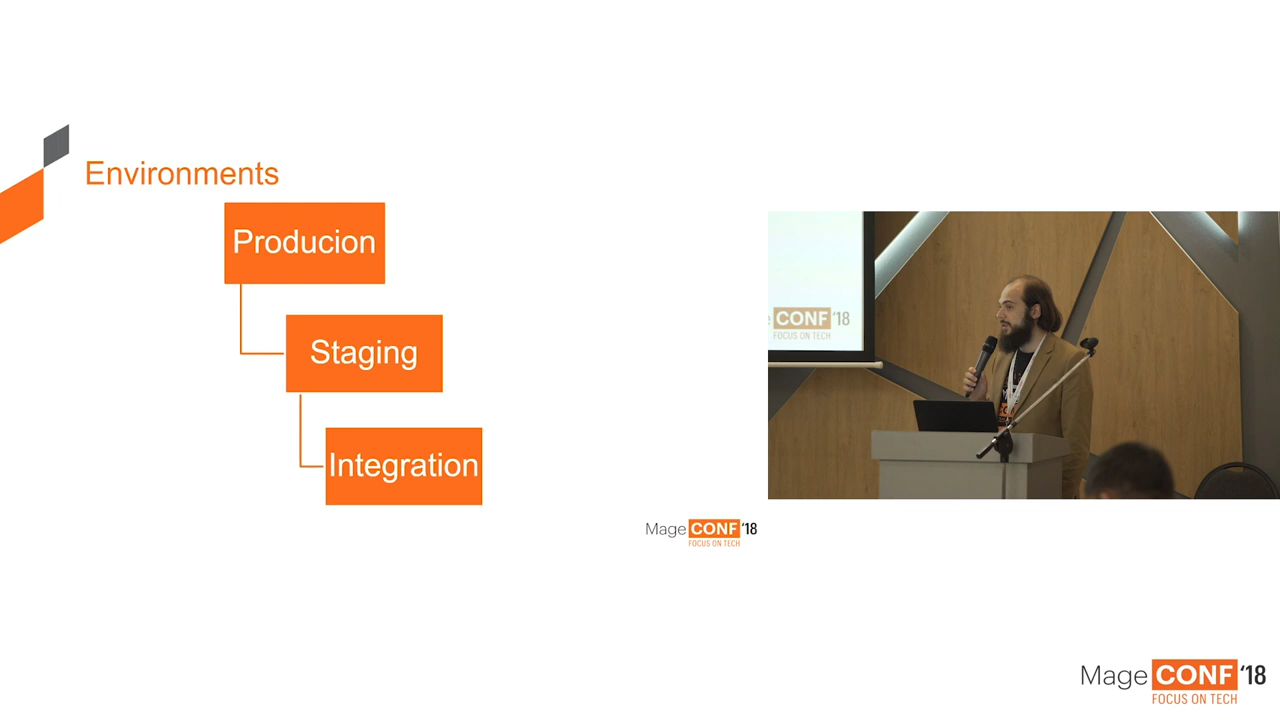 Environments
Producion
Staging
Integration
Mage CONF '18
FOCUS ON TECH
CONF '18
FOCUS ON TECH
Mage CONF '18
FOCUS ON TECH